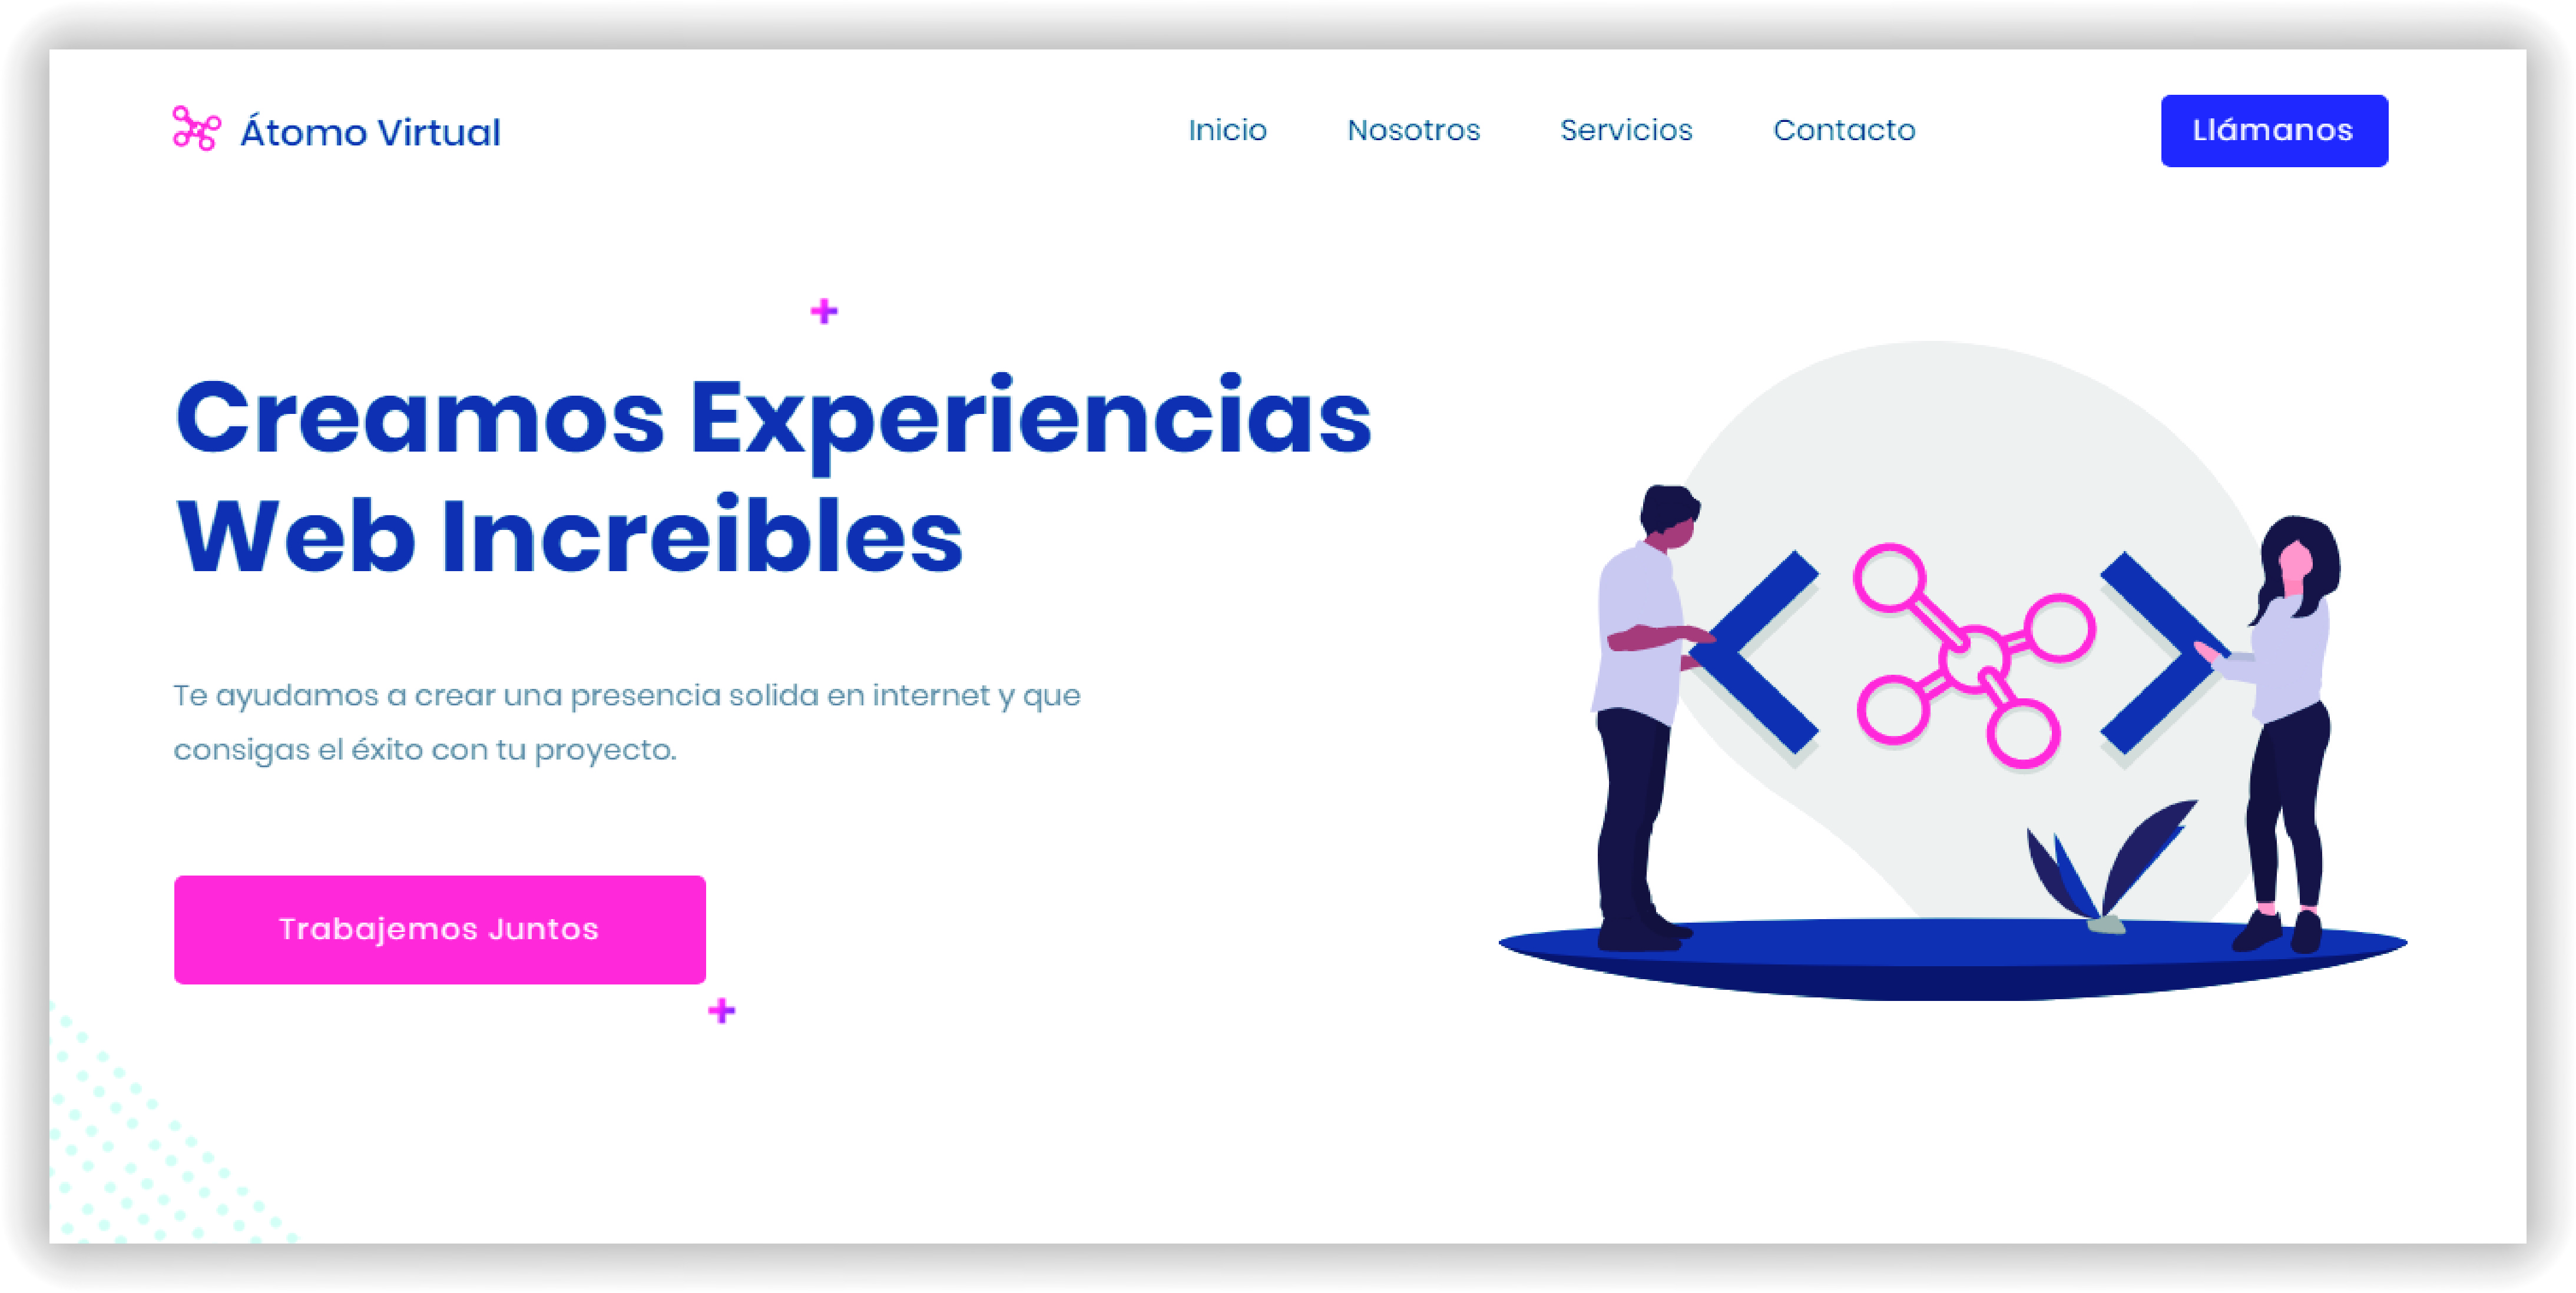 Átomo Virtual
Inicio Nosotros Servicios Contacto Llámanos
Creamos Experiencias
Web Increibles
Te ayudamos a crear una presencia solida en internet y que
consigas el éxito con tu proyecto.
Trabajemos Juntos